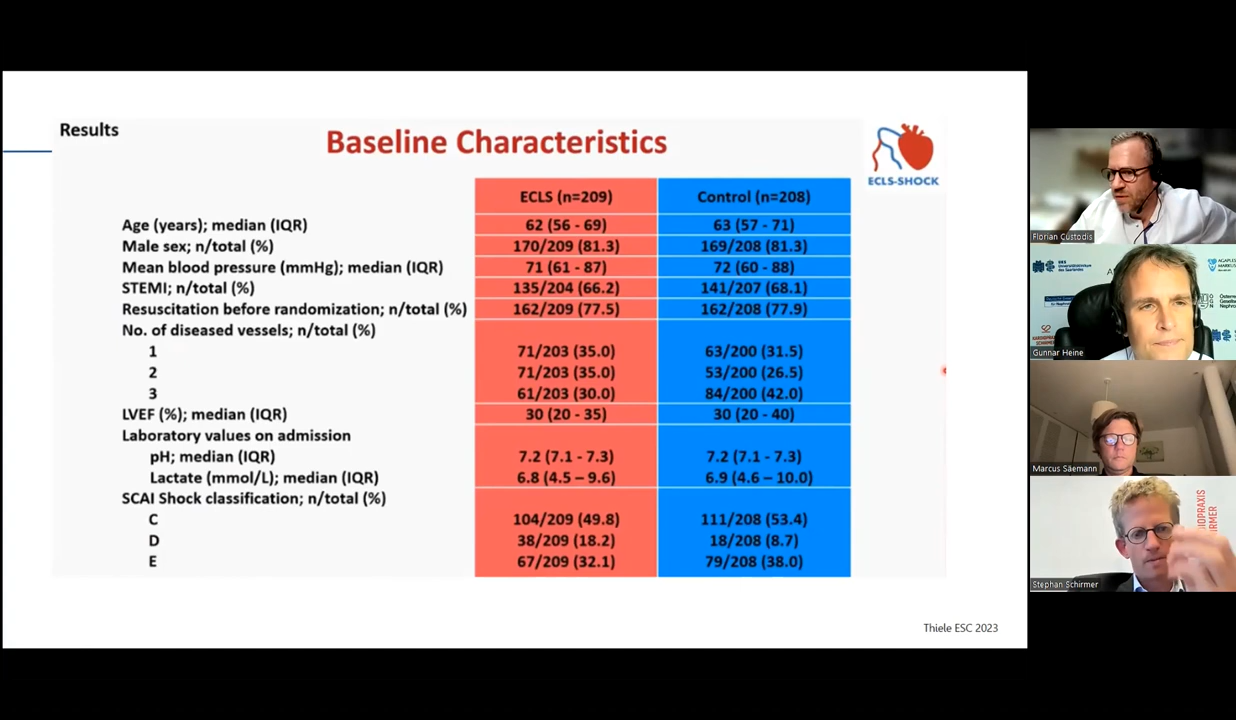 Results
Baseline Characteristics
ECLS-SHOCK
ECLS (n=209) Control (n=208)
Age (years); median (IQR) 62 (56 - 69) 63 (57 - 71)
Male sex; n/total (%) 170/209 (81.3) 169/208 (81.3)
Mean blood pressure (mmHg); median (IQR) 71 (61 - 87) 72 (60 - 88)
STEMI; n/total (%) 135/204 (66.2) 141/207 (68.1)
Resuscitation before randomization; n/total (%) 162/209 (77.5) 162/208 (77.9)
No. of diseased vessels; n/total (%)
1 71/203 (35.0) 63/200 (31.5)
2 71/203 (35.0) 53/200 (26.5)
3 61/203 (30.0) 84/200 (42.0)
LVEF (%); median (IQR) 30 (20 - 35) 30 (20 - 40)
Laboratory values on admission
pH; median (IQR) 7.2 (7.1 - 7.3) 7.2 (7.1 - 7.3)
Lactate (mmol/L); median (IQR) 6.8 (4.5 – 9.6) 6.9 (4.6 – 10.0)
SCAI Shock classification; n/total (%)
C 104/209 (49.8) 111/208 (53.4)
D 38/209 (18.2) 18/208 (8.7)
E 67/209 (32.1) 79/208 (38.0)
Thiele ESC 2023
Florian Custodis
Gunnar Heine
Marcus Säemann
Stephan Schirmer